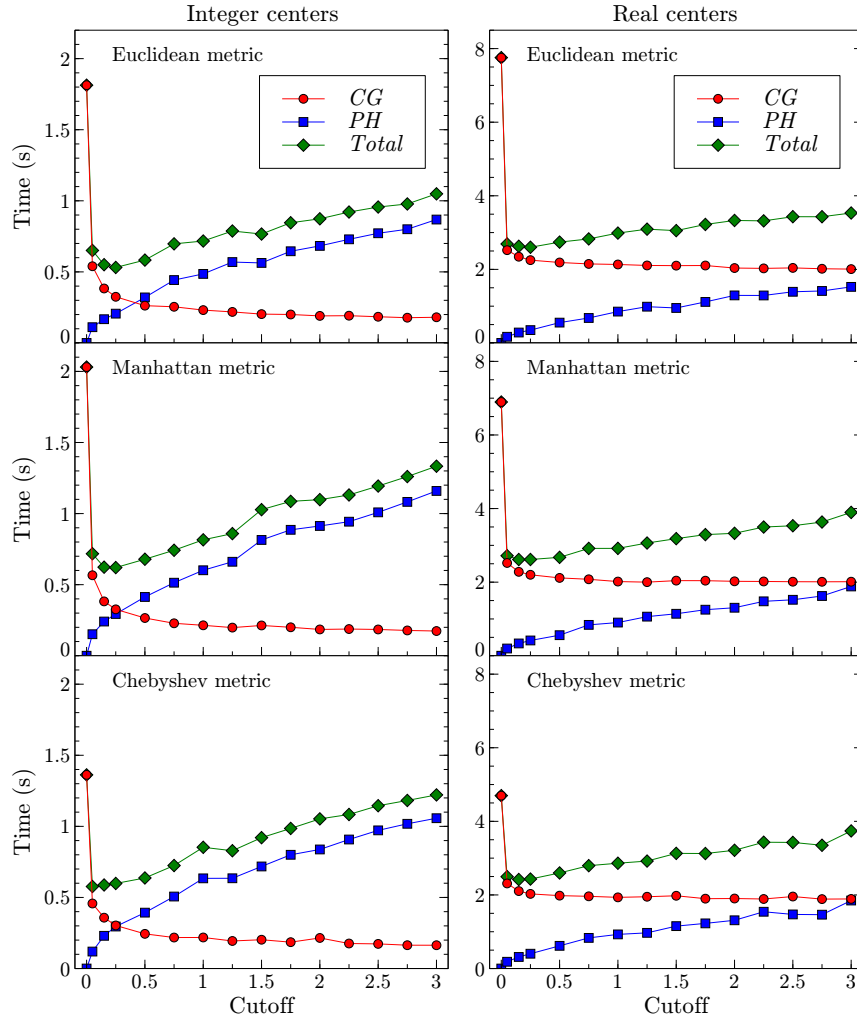 Integer centers
Real centers
Time (s)
2
1.5
1
0.5
0
Euclidean metric
CG
PH
Total
8
6
4
2
0
Euclidean metric
CG
PH
Total
Time (s)
2
1.5
1
0.5
0
Manhattan metric
8
6
4
2
0
Manhattan metric
Time (s)
2
1.5
1
0.5
0
Chebyshev metric
8
6
4
2
0
Chebyshev metric
0 0.5 1 1.5 2 2.5 3
Cutoff
0 0.5 1 1.5 2 2.5 3
Cutoff